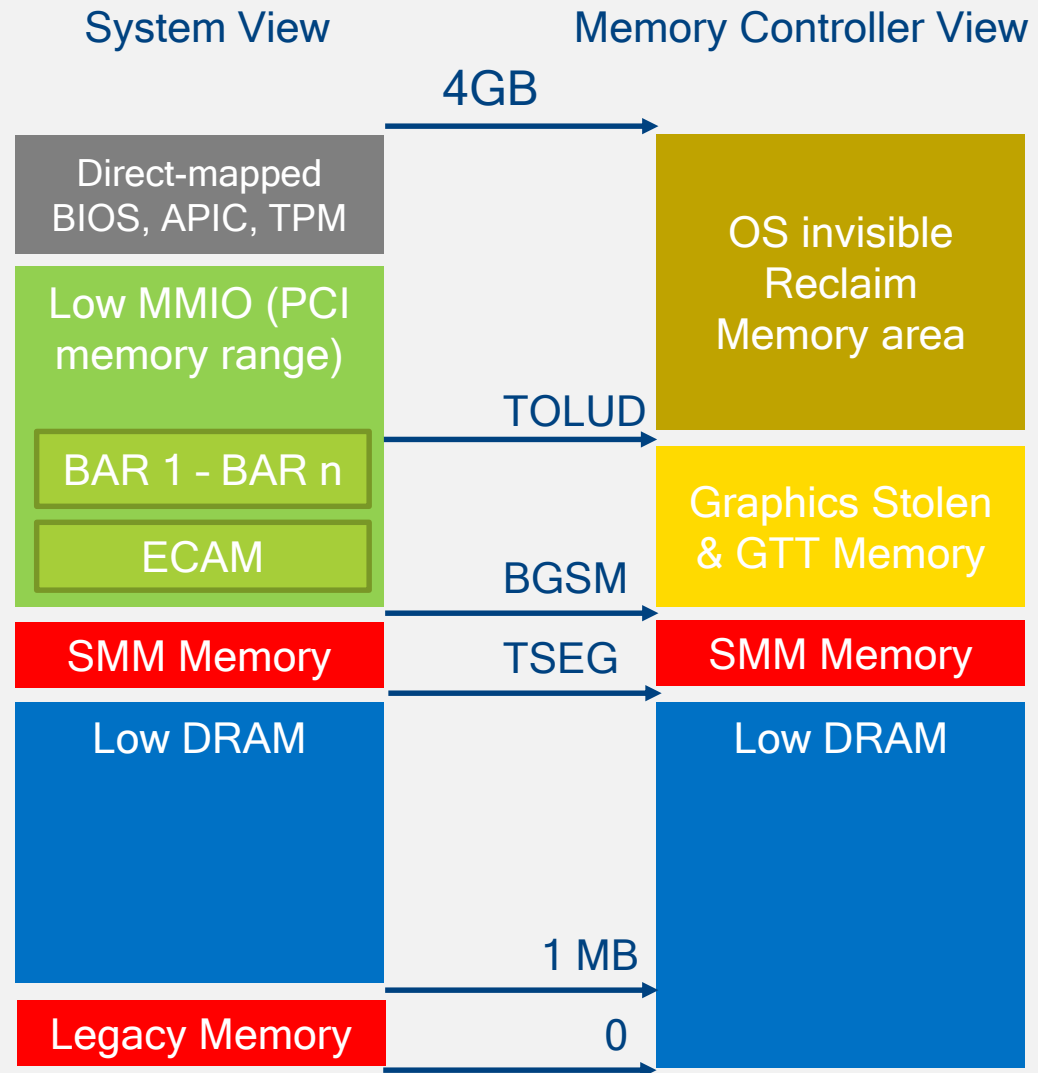 System View
Memory Controller View
4GB
Direct-mapped
BIOS, APIC, TPM
OS invisible
Reclaim
Memory area
Low MMIO (PCI
memory range)
TOLUD
BAR 1 - BAR n
Graphics Stolen
& GTT Memory
ECAM
BGSM
SMM Memory
TSEG
SMM Memory
Low DRAM
Low DRAM
1 MB
Legacy Memory
0